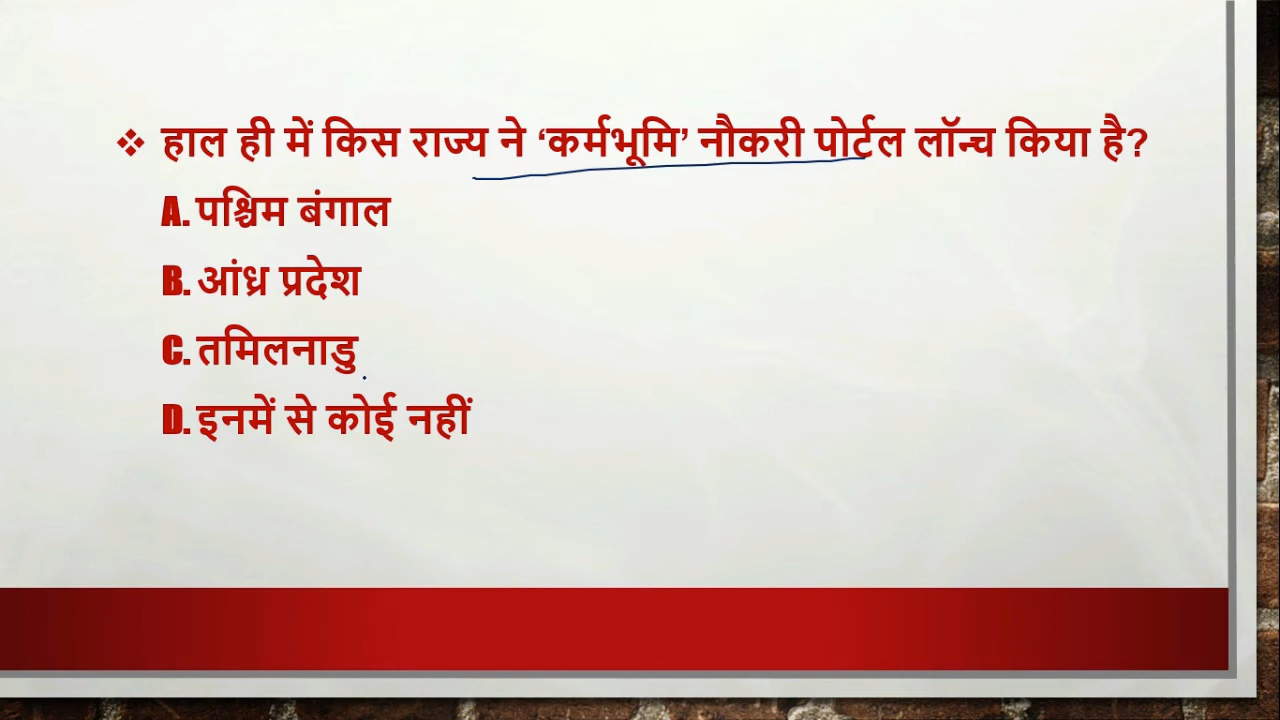 ❖ हाल ही में किस राज्य ने ‘कर्मभूमि’ नौकरी पोर्टल लॉन्च किया है?
A. पश्चिम बंगाल
B. आंध्र प्रदेश
C. तमिलनाडु
D. इनमें से कोई नहीं